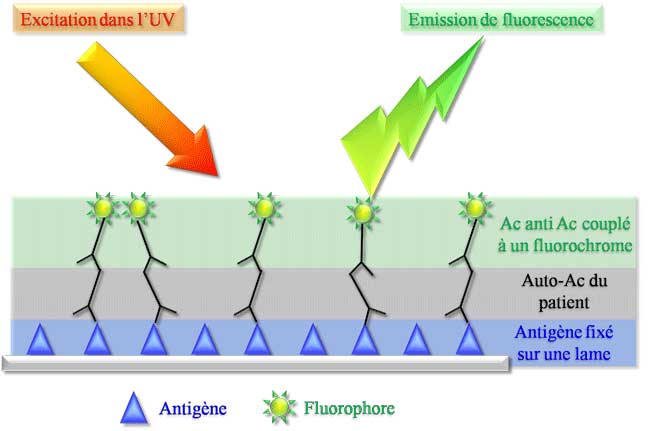 Excitation dans l'UV
Emission de fluorescence
Ac anti Ac couplé
à un fluorochrome
Auto-Ac du
patient
Antigène fixé
sur une lame
Antigène
Fluorophore